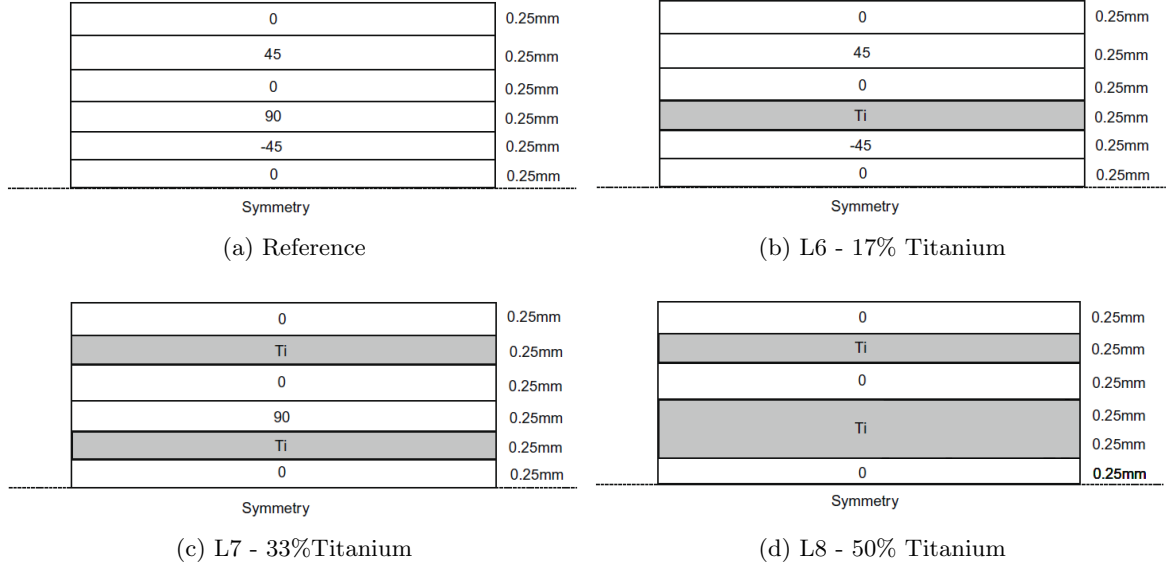 0 0.25mm
45 0.25mm
0 0.25mm
90 0.25mm
-45 0.25mm
0 0.25mm
Symmetry
(a) Reference
0 0.25mm
45 0.25mm
0 0.25mm
Ti 0.25mm
-45 0.25mm
0 0.25mm
Symmetry
(b) L6 - 17% Titanium
0 0.25mm
Ti 0.25mm
0 0.25mm
90 0.25mm
Ti 0.25mm
0 0.25mm
Symmetry
(c) L7 - 33%Titanium
0 0.25mm
Ti 0.25mm
0 0.25mm
0.25mm
Ti
0.25mm
0 0.25mm
Symmetry
(d) L8 - 50% Titanium